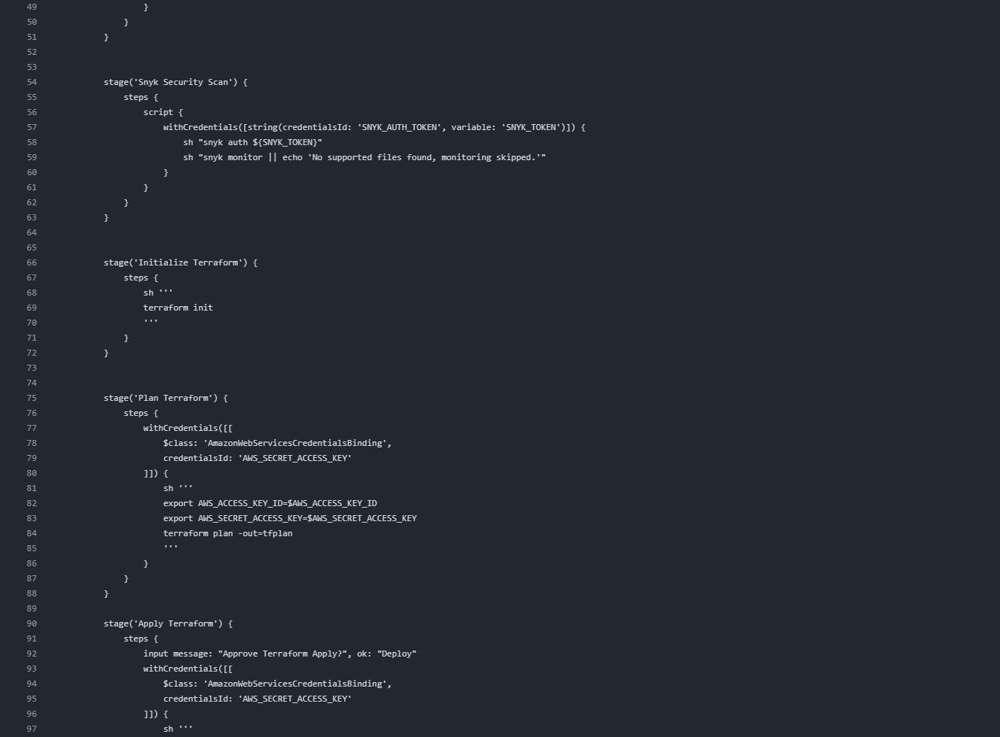 49                     }
50                 }
51             }
52
53
54             stage('Snyk Security Scan') {
55                 steps {
56                     script {
57                         withCredentials([string(credentialsId: 'SNYK_AUTH_TOKEN', variable: 'SNYK_TOKEN')]) {
58                             sh "snyk auth ${SNYK_TOKEN}"
59                             sh "snyk monitor || echo 'No supported files found, monitoring skipped.'"
60                         }
61                     }
62                 }
63             }
64
65
66             stage('Initialize Terraform') {
67                 steps {
68                     sh '''
69                     terraform init
70                     '''
71                 }
72             }
73
74
75             stage('Plan Terraform') {
76                 steps {
77                     withCredentials([[
78                         $class: 'AmazonWebServicesCredentialsBinding',
79                         credentialsId: 'AWS_SECRET_ACCESS_KEY'
80                     ]]) {
81                         sh '''
82                         export AWS_ACCESS_KEY_ID=$AWS_ACCESS_KEY_ID
83                         export AWS_SECRET_ACCESS_KEY=$AWS_SECRET_ACCESS_KEY
84                         terraform plan -out=tfplan
85                         '''
86                     }
87                 }
88             }
89
90             stage('Apply Terraform') {
91                 steps {
92                     input message: "Approve Terraform Apply?", ok: "Deploy"
93                     withCredentials([[
94                         $class: 'AmazonWebServicesCredentialsBinding',
95                         credentialsId: 'AWS_SECRET_ACCESS_KEY'
96                     ]]) {
97                         sh '''